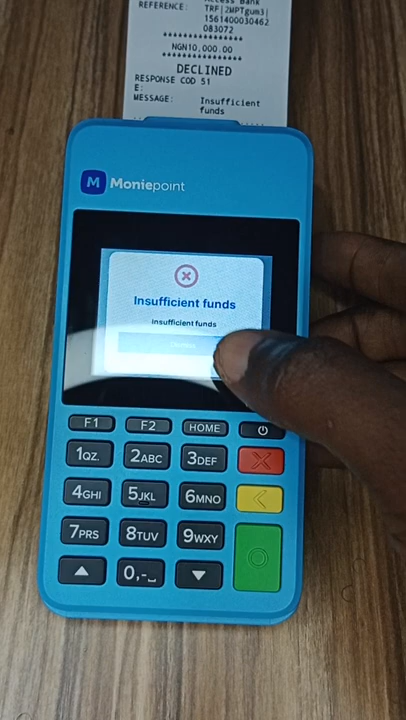 Access Bank
REFERENCE: TRF|2MPTgum3|
1561400030462
083072
****************
NGN10,000.00
****************
DECLINED
RESPONSE COD 51
E:
MESSAGE: Insufficient
funds
M Moniepoint
Insufficient funds
insufficient funds
Dismiss
F1 F2 HOME
1QZ. 2ABC 3DEF
4GHI 5JKL 6MNO
7PRS 8TUV 9WXY
0,-⎵